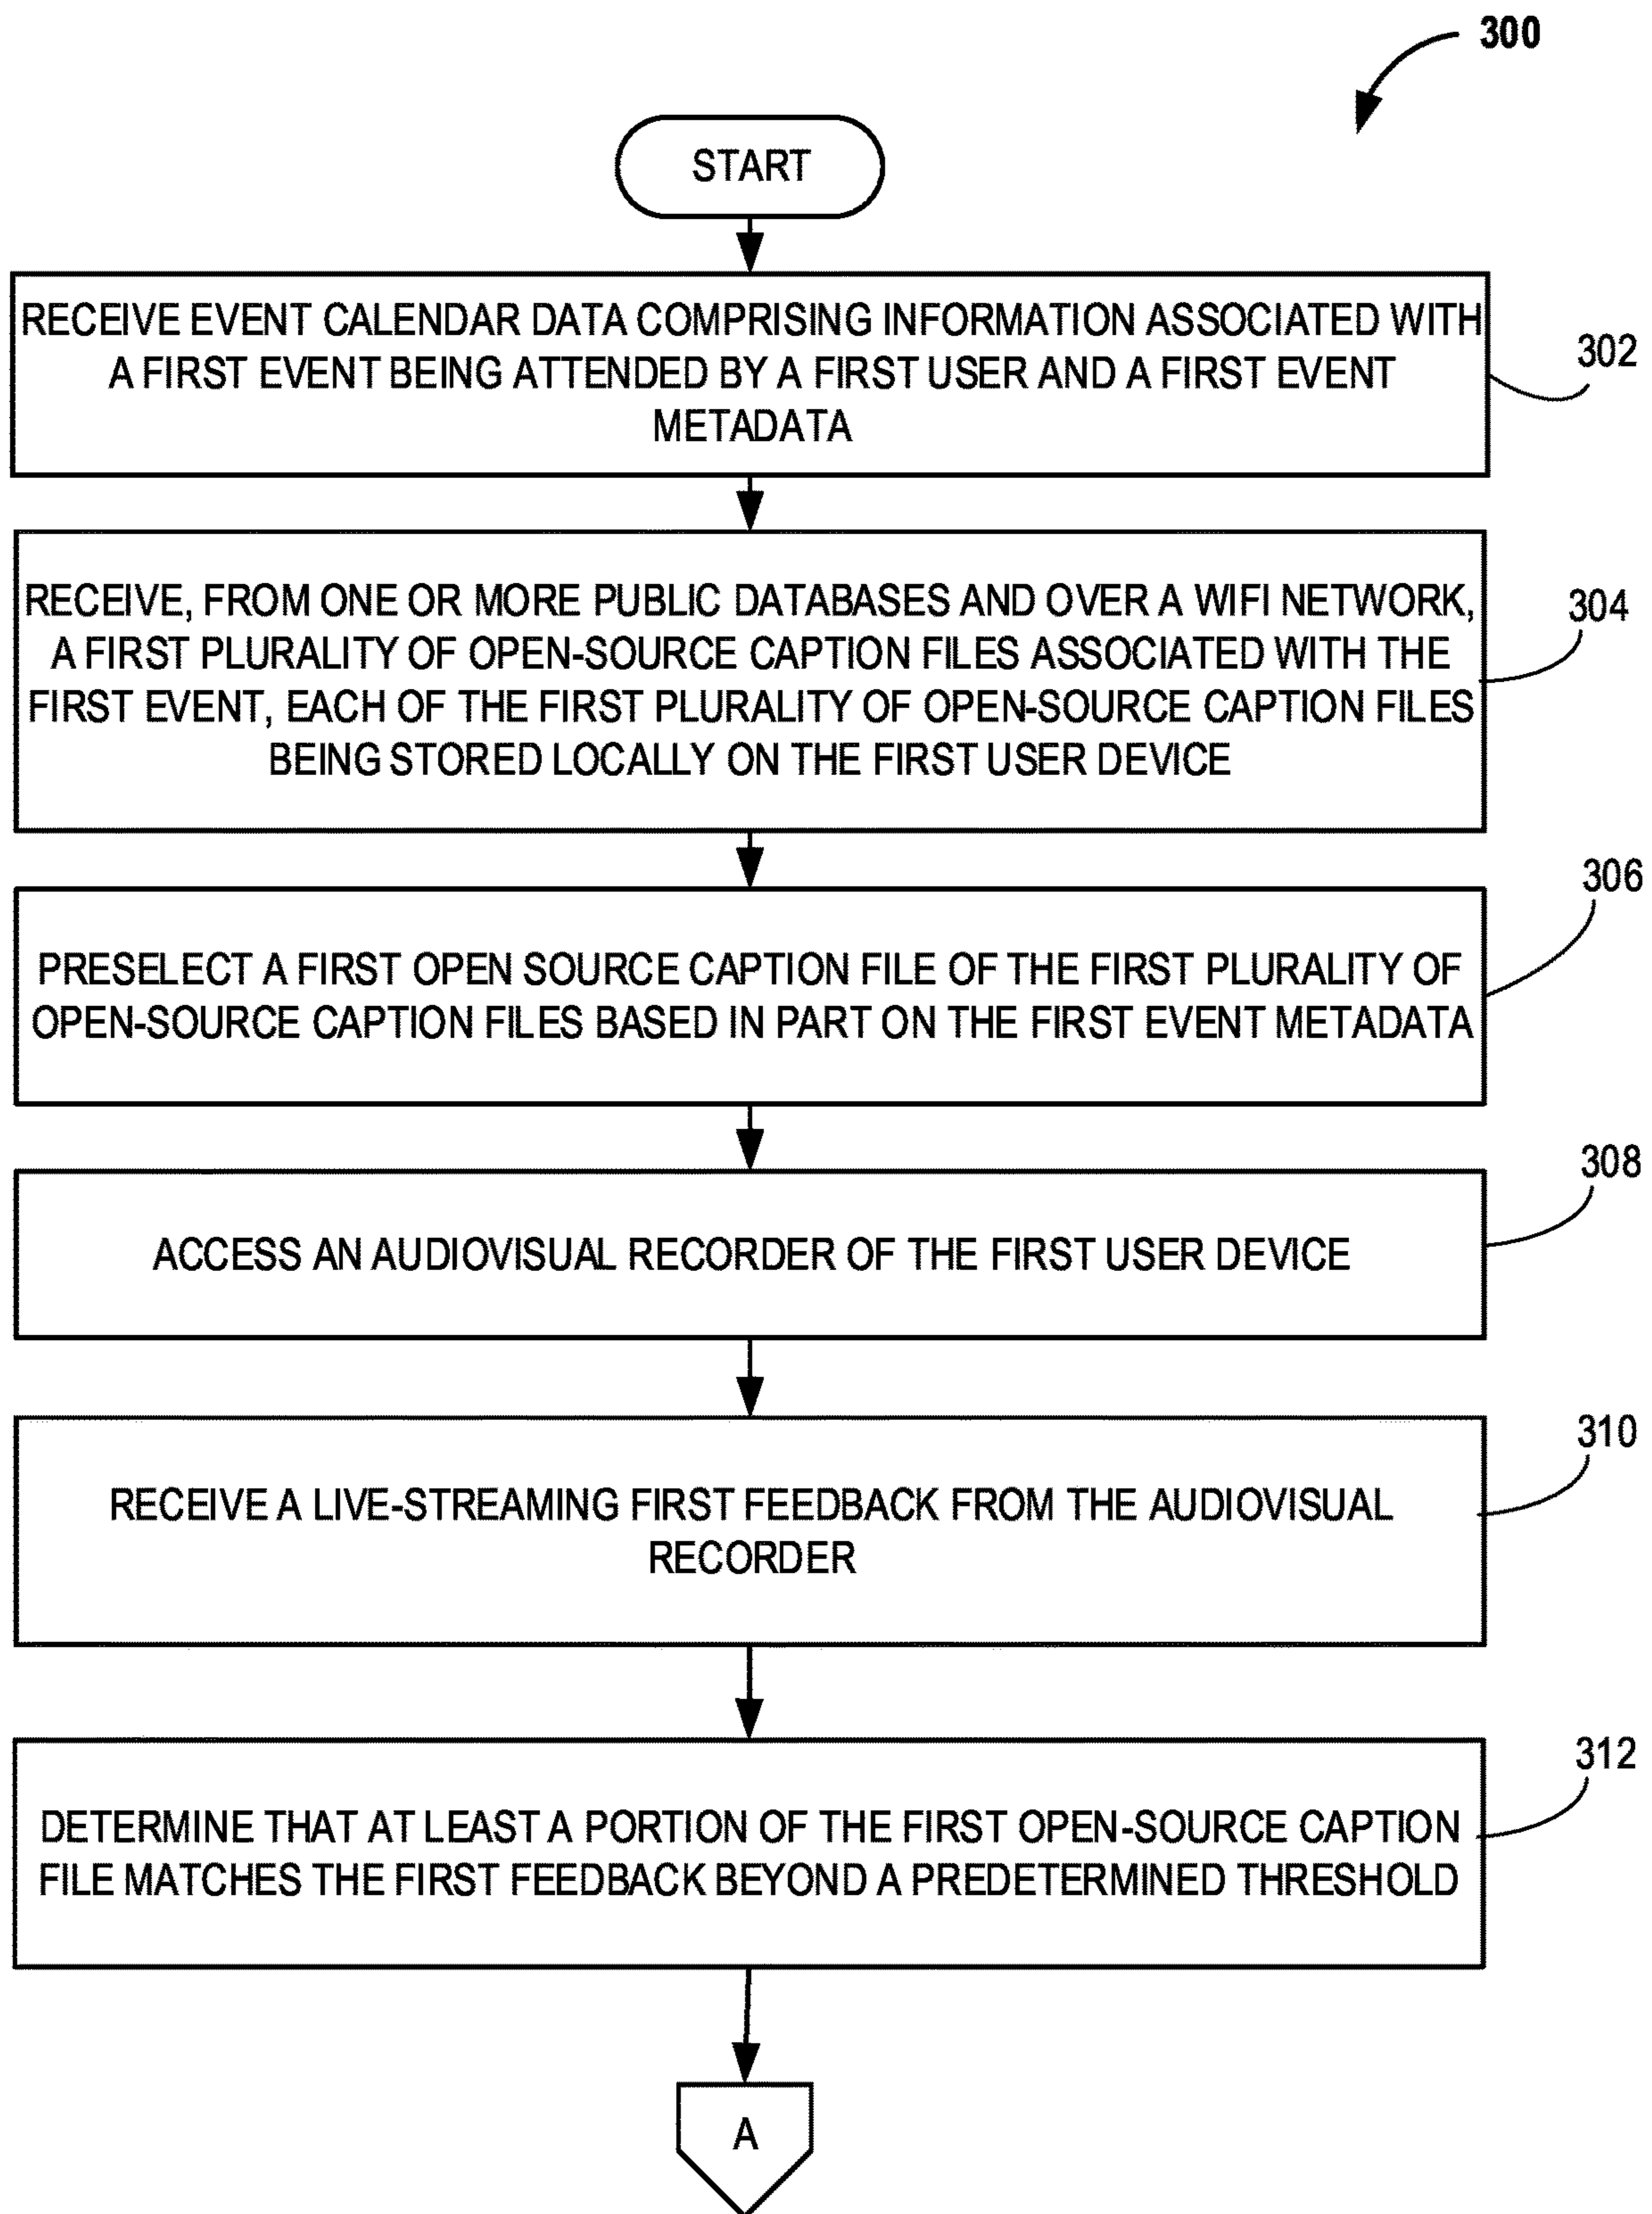 300
START
RECEIVE EVENT CALENDAR DATA COMPRISING INFORMATION ASSOCIATED WITH
A FIRST EVENT BEING ATTENDED BY A FIRST USER AND A FIRST EVENT
METADATA
302
RECEIVE, FROM ONE OR MORE PUBLIC DATABASES AND OVER A WIFI NETWORK,
A FIRST PLURALITY OF OPEN-SOURCE CAPTION FILES ASSOCIATED WITH THE
FIRST EVENT, EACH OF THE FIRST PLURALITY OF OPEN-SOURCE CAPTION FILES
BEING STORED LOCALLY ON THE FIRST USER DEVICE
304
PRESELECT A FIRST OPEN SOURCE CAPTION FILE OF THE FIRST PLURALITY OF
OPEN-SOURCE CAPTION FILES BASED IN PART ON THE FIRST EVENT METADATA
306
ACCESS AN AUDIOVISUAL RECORDER OF THE FIRST USER DEVICE
308
RECEIVE A LIVE-STREAMING FIRST FEEDBACK FROM THE AUDIOVISUAL
RECORDER
310
DETERMINE THAT AT LEAST A PORTION OF THE FIRST OPEN-SOURCE CAPTION
FILE MATCHES THE FIRST FEEDBACK BEYOND A PREDETERMINED THRESHOLD
312
A